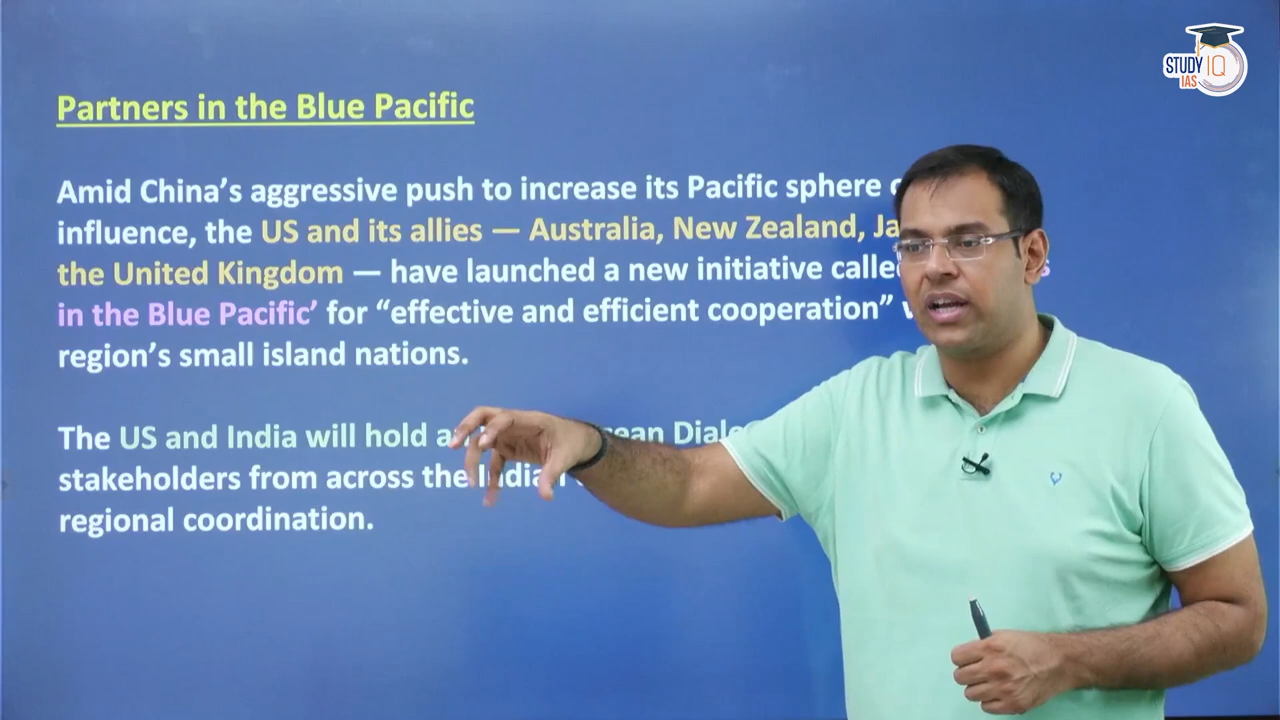 STUDY IQ
IAS
Partners in the Blue Pacific
Amid China's aggressive push to increase its Pacific sphere
influence, the US and its allies — Australia, New Zealand,
the United Kingdom — have launched a new initiative
in the Blue Pacific' for “effective and efficient cooperation”
region's small island nations.
The US and India will hold
stakeholders from across the
regional coordination.